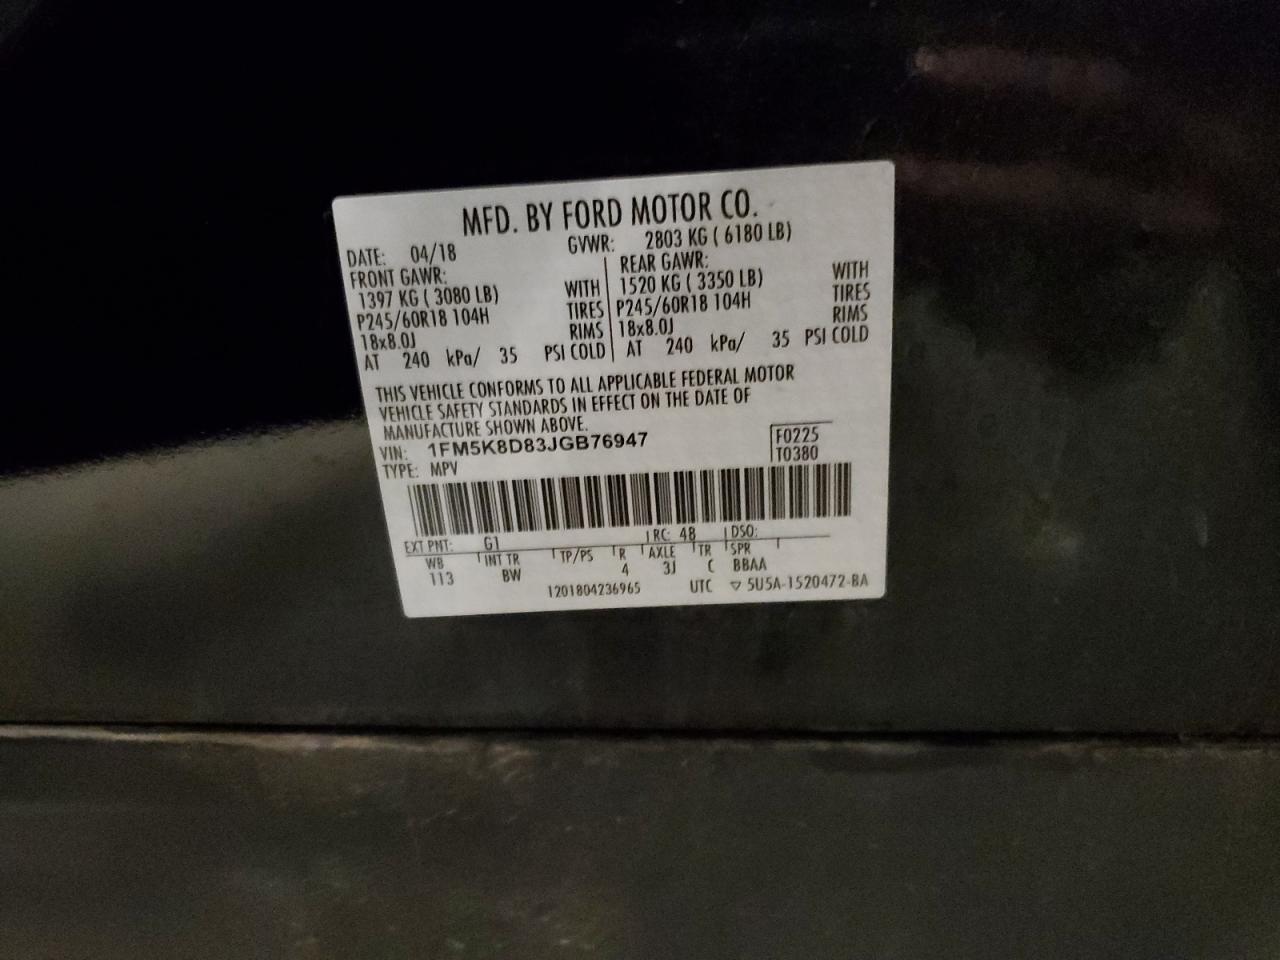 MFD. BY FORD MOTOR CO.
DATE: 04/18 GVWR: 2803 KG ( 6180 LB)
FRONT GAWR: REAR GAWR:
1397 KG ( 3080 LB) WITH 1520 KG ( 3350 LB) WITH
P245/60R18 104H TIRES P245/60R18 104H TIRES
18x8.0J RIMS 18x8.0J RIMS
AT 240 kPa/ 35 PSI COLD AT 240 kPa/ 35 PSI COLD
THIS VEHICLE CONFORMS TO ALL APPLICABLE FEDERAL MOTOR
VEHICLE SAFETY STANDARDS IN EFFECT ON THE DATE OF
MANUFACTURE SHOWN ABOVE.
VIN: 1FM5K8D83JGB76947 F0225
TYPE: MPV T0380
EXT PNT: G1 RC: 48 DSO:
WB INT TR TP/PS R AXLE TR SPR
113 BW 4 3J C BBAA
1201804236965 UTC ▽ 5U5A-1520472-BA